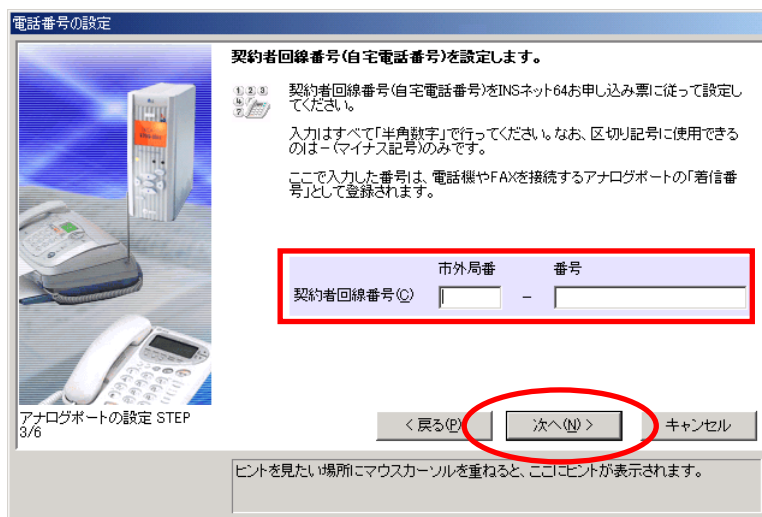 電話番号の設定
契約者回線番号(自宅電話番号)を設定します。
契約者回線番号(自宅電話番号)をINSネット64お申し込み票に従って設定し
てください。
入力はすべて「半角数字」で行ってください。なお、区切り記号に使用できる
のは－(マイナス記号)のみです。
ここで入力した番号は、電話機やFAXを接続するアナログポートの「着信番
号」として登録されます。
市外局番 番号
契約者回線番号(C) －
アナログポートの設定 STEP
3/6
< 戻る(P) 次へ(N) > キャンセル
ヒントを見たい場所にマウスカーソルを重ねると、ここにヒントが表示されます。